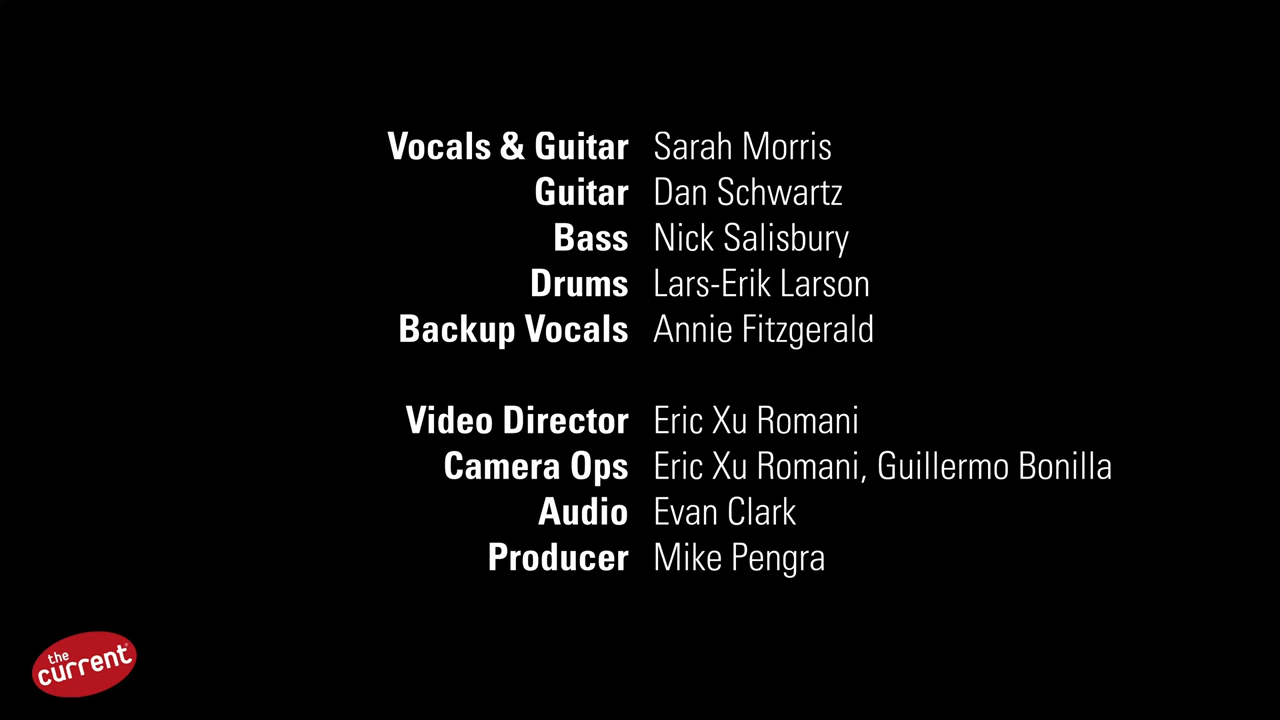 Vocals & Guitar Sarah Morris
Guitar Dan Schwartz
Bass Nick Salisbury
Drums Lars-Erik Larson
Backup Vocals Annie Fitzgerald
Video Director Eric Xu Romani
Camera Ops Eric Xu Romani, Guillermo Bonilla
Audio Evan Clark
Producer Mike Pengra
the
current